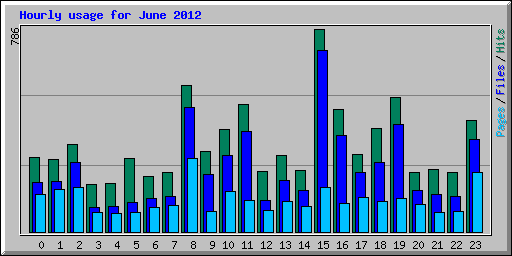 Hourly usage for June 2012
786
Pages / Files / Hits
0 1 2 3 4 5 6 7 8 9 10 11 12 13 14 15 16 17 18 19 20 21 22 23